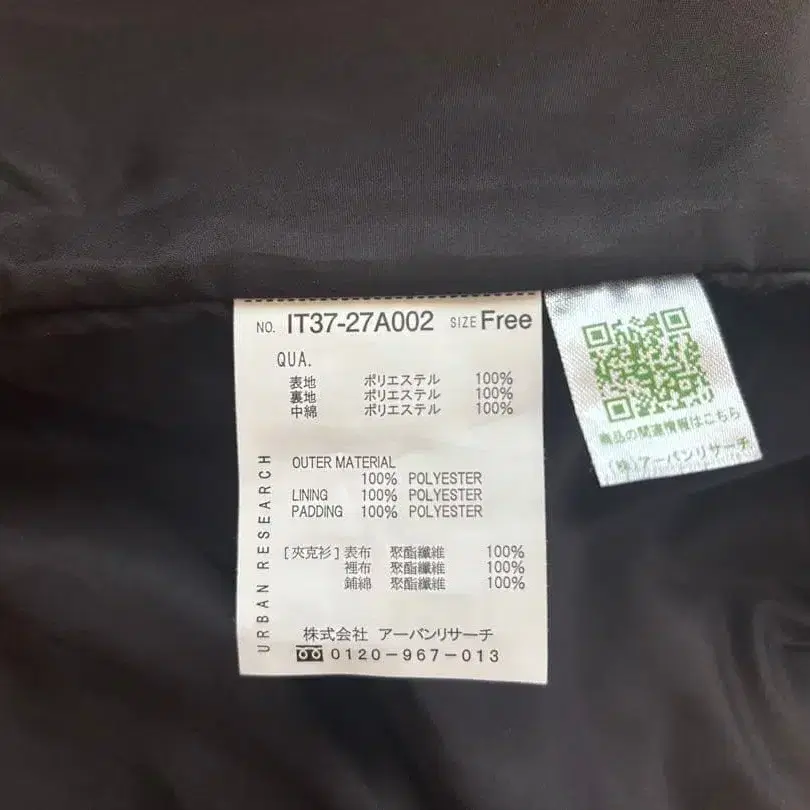 NO. IT37-27A002 SIZE Free
QUA.
表地 ポリエステル 100%
裏地 ポリエステル 100%
中綿 ポリエステル 100%
OUTER MATERIAL
100% POLYESTER
LINING 100% POLYESTER
PADDING 100% POLYESTER
[夾克衫] 表布 聚酯纖維 100%
裡布 聚酯纖維 100%
鋪綿 聚酯纖維 100%
株式会社 アーバンリサーチ
0120-967-013
URBAN RESEARCH
商品の関連情報はこちら
(株)アーバンリサーチ